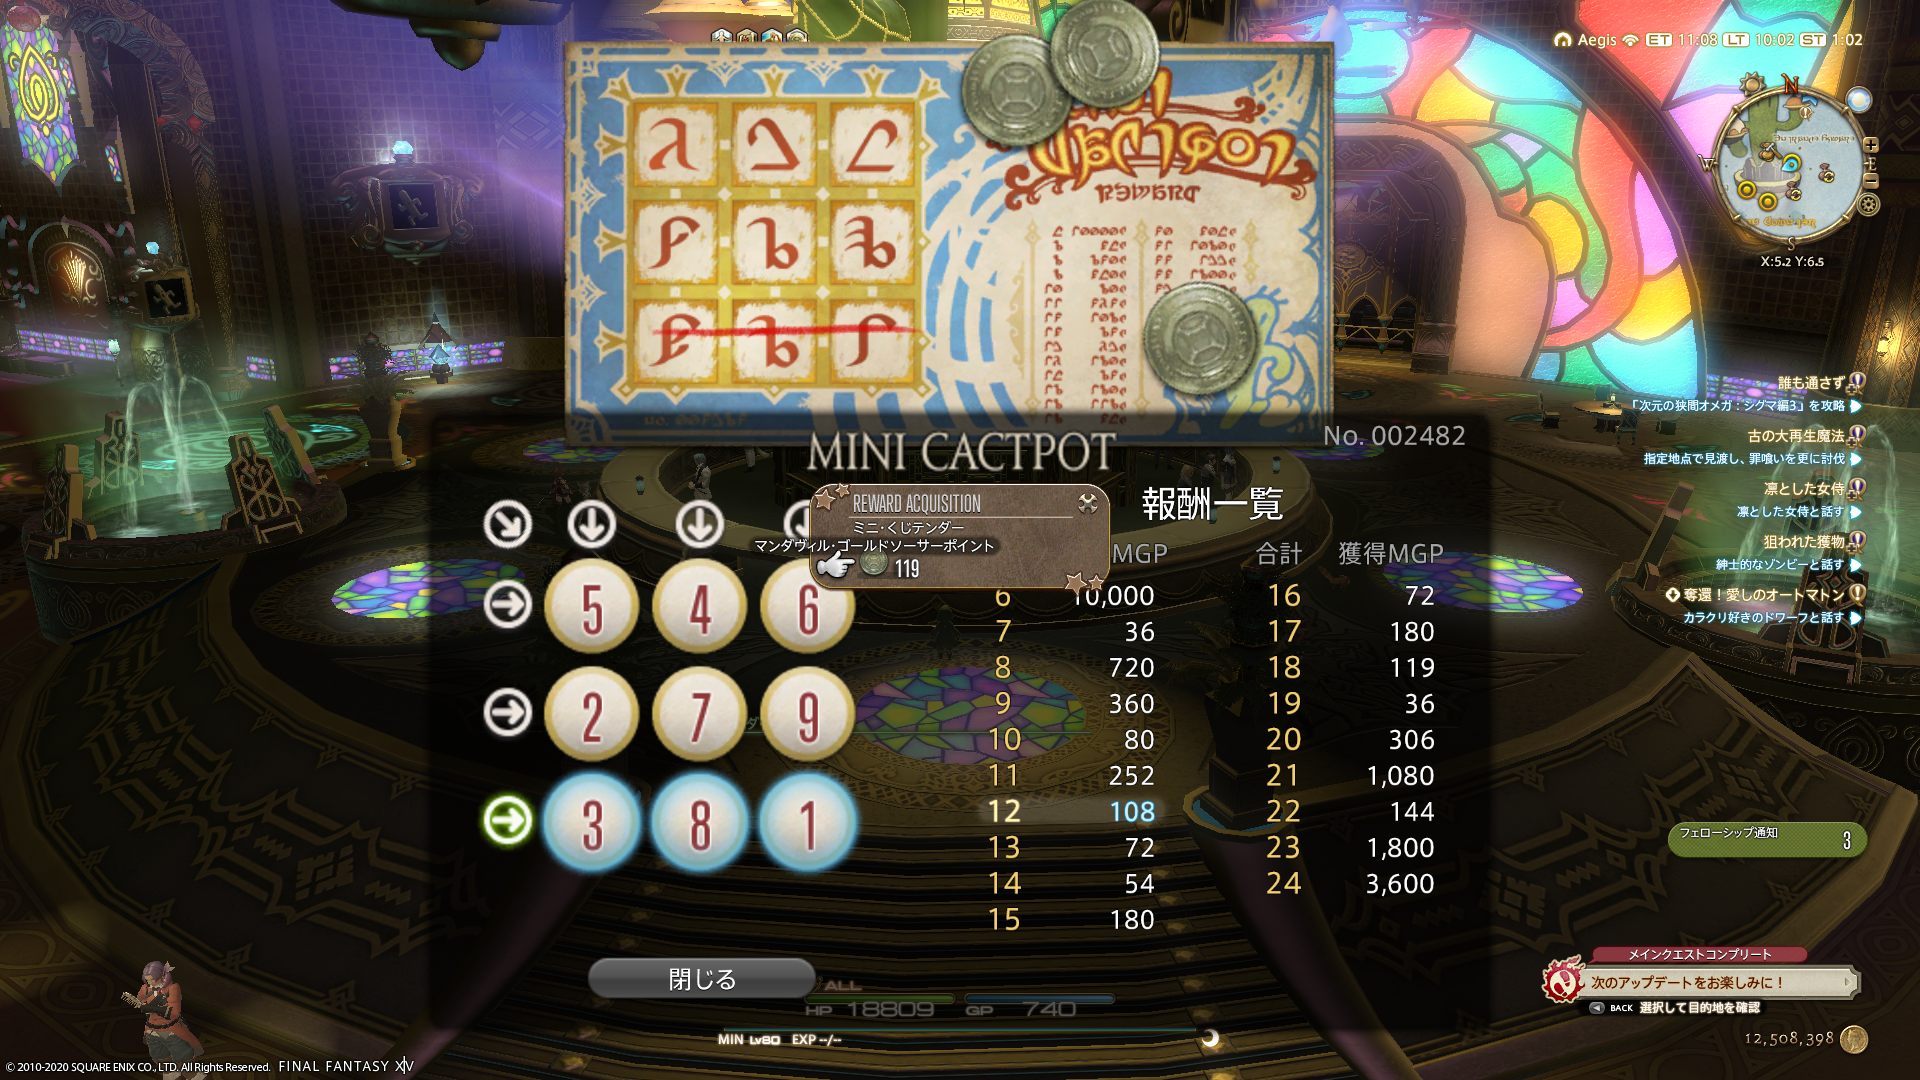 Aegis ET 11:08 LT 10:02 ST 1:02
N
W
E
S
X:5.2 Y:6.5
No. 002482
MINI CACTPOT
REWARD ACQUISITION
ミニ・くじテンダー
マンダヴィル・ゴールドソーサーポイント
119
報酬一覧
MGP 合計 獲得MGP
6 10,000 16 72
7 36 17 180
8 720 18 119
9 360 19 36
10 80 20 306
11 252 21 1,080
12 108 22 144
13 72 23 1,800
14 54 24 3,600
15 180
5 4 6
2 7 9
3 8 1
閉じる
ALL
HP 18809 GP 740
MIN Lv80 EXP --/--
誰も通さず
「次元の狭間オメガ：シグマ編3」を攻略
古の大再生魔法
指定地点で見渡し、罪喰いを更に討伐
凛とした女侍
凛とした女侍と話す
狙われた獲物
紳士的なゾンビーと話す
奪還！愛しのオートマトン
カラクリ好きのドワーフと話す
フェローシップ通知 3
メインクエストコンプリート
次のアップデートをお楽しみに！
BACK 選択して目的地を確認
12,508,398
© 2010-2020 SQUARE ENIX CO., LTD. All Rights Reserved. FINAL FANTASY XIV